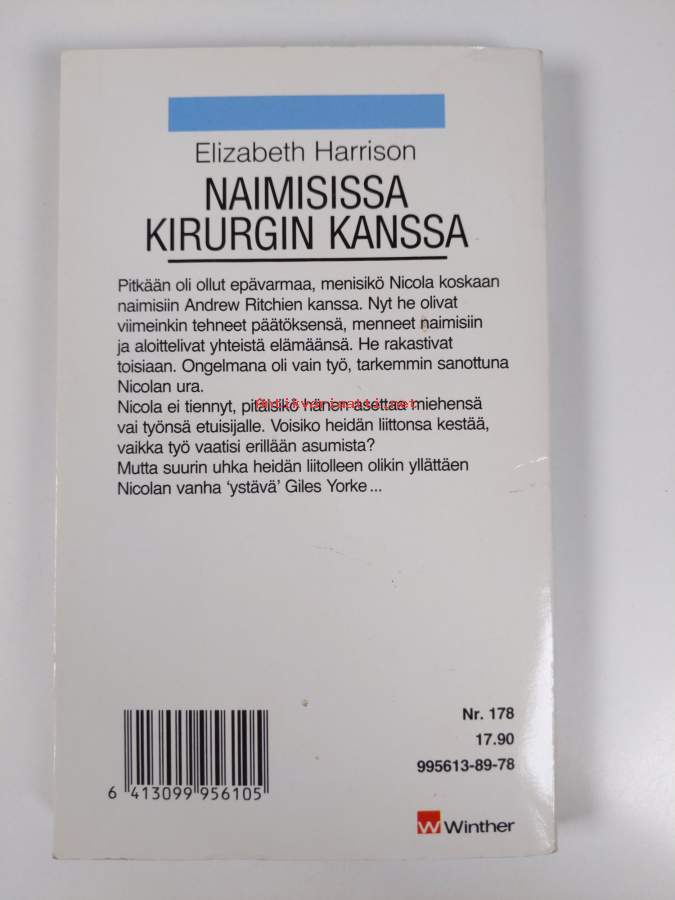 Elizabeth Harrison
NAIMISISSA
KIRURGIN KANSSA
Pitkään oli ollut epävarmaa, menisikö Nicola koskaan
naimisiin Andrew Ritchien kanssa. Nyt he olivat
viimeinkin tehneet päätöksensä, menneet naimisiin
ja aloittelivat yhteistä elämäänsä. He rakastivat
toisiaan. Ongelmana oli vain työ, tarkemmin sanottuna
Nicolan ura.
Nicola ei tiennyt, pitäisikö hänen asettaa miehensä
Antikvariaatti.net
vai työnsä etusijalle. Voisiko heidän liittonsa kestää,
vaikka työ vaatisi erillään asumista?
Mutta suurin uhka heidän liitolleen olikin yllättäen
Nicolan vanha ‘ystävä’ Giles Yorke...
Nr. 178
17.90
995613-89-78
6 413099 956105
W Winther